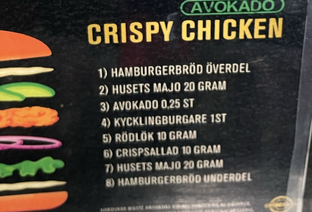 AVOKADO
CRISPY CHICKEN
1) HAMBURGERBRÖD ÖVERDEL
2) HUSETS MAJO 20 GRAM
3) AVOKADO 0,25 ST
4) KYCKLINGBURGARE 1ST
5) RÖDLÖK 10 GRAM
6) CRISPSALLAD 10 GRAM
7) HUSETS MAJO 20 GRAM
8) HAMBURGERBRÖD UNDERDEL